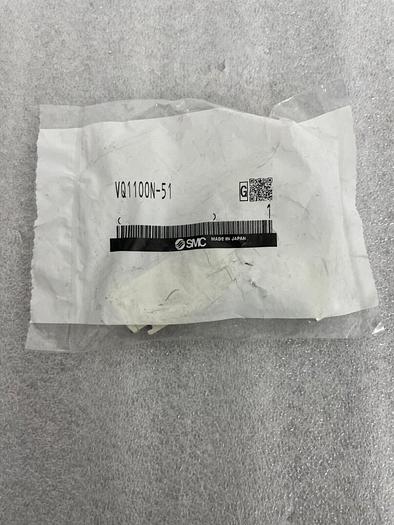 VQ1100N-51 G
( ) 1
SMC MADE IN JAPAN